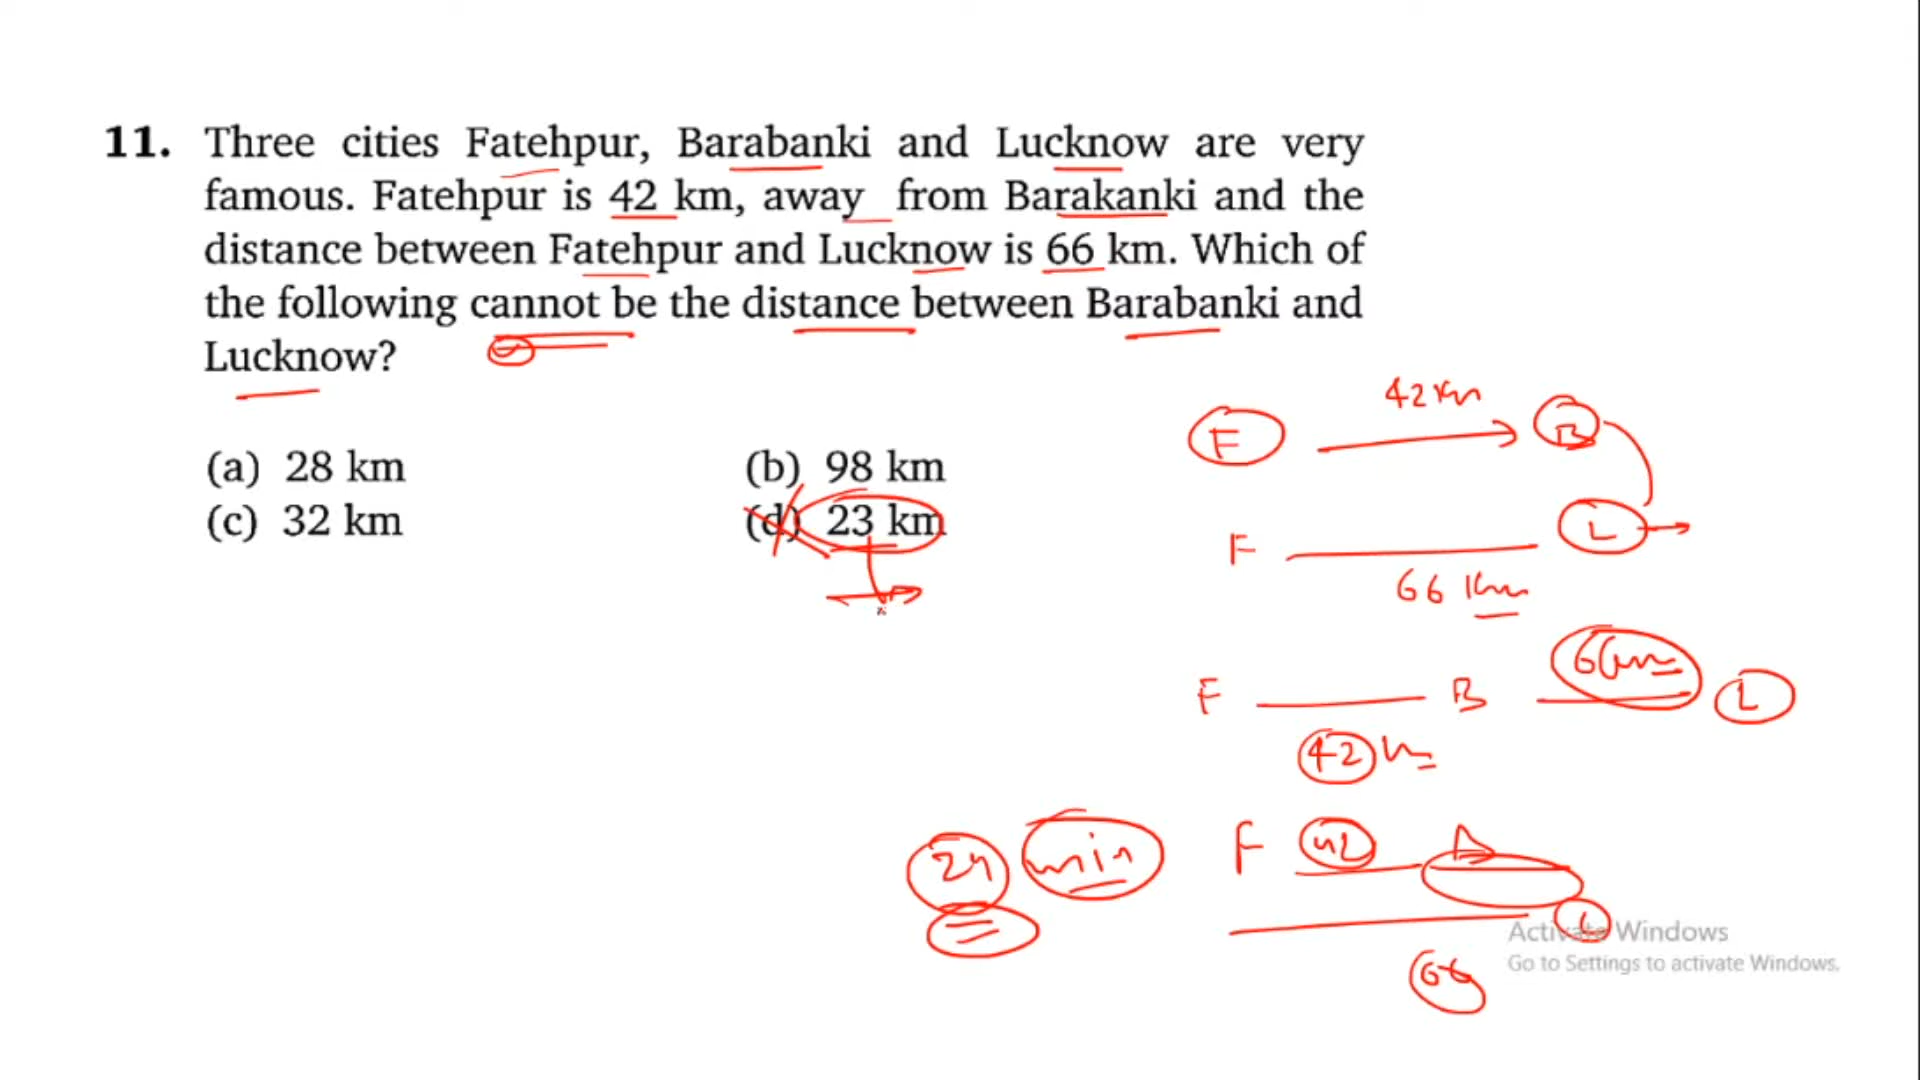 11. Three cities Fatehpur, Barabanki and Lucknow are very
famous. Fatehpur is 42 km, away from Barakanki and the
distance between Fatehpur and Lucknow is 66 km. Which of
the following cannot be the distance between Barabanki and
Lucknow?
(a) 28 km (b) 98 km
(c) 32 km (d) 23 km
42 Km
F B
F L
66 Km
F B L
42
24 min F 42
L
66
Activate Windows
Go to Settings to activate Windows.